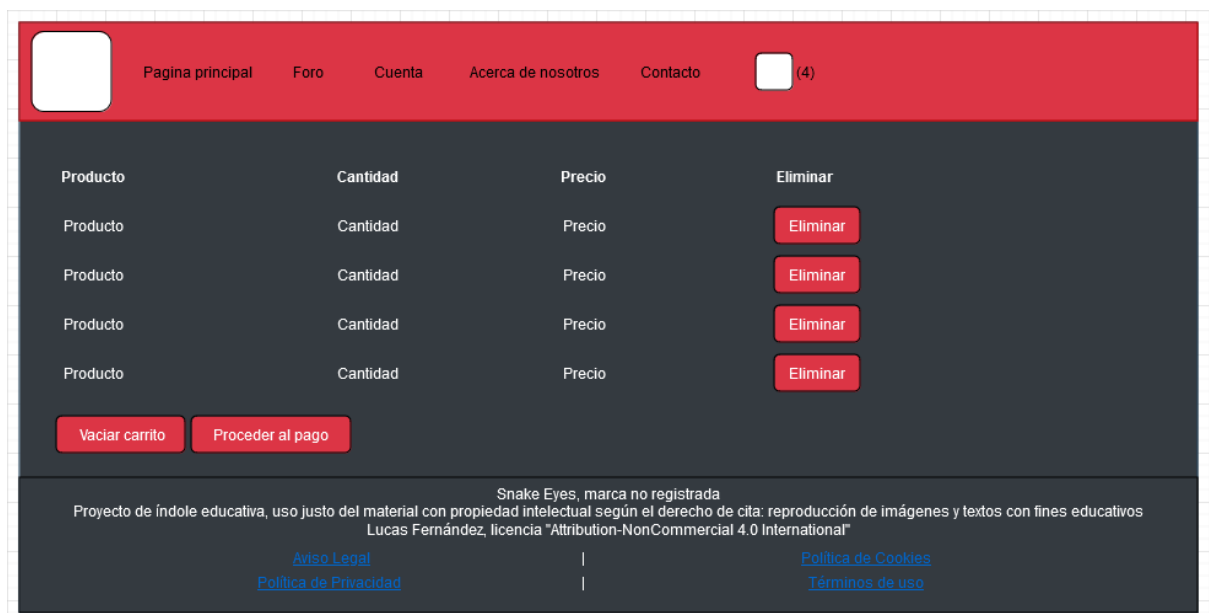 Pagina principal Foro Cuenta Acerca de nosotros Contacto (4)
Producto Cantidad Precio Eliminar
Producto Cantidad Precio Eliminar
Producto Cantidad Precio Eliminar
Producto Cantidad Precio Eliminar
Producto Cantidad Precio Eliminar
Vaciar carrito Proceder al pago
Snake Eyes, marca no registrada
Proyecto de índole educativa, uso justo del material con propiedad intelectual según el derecho de cita: reproducción de imágenes y textos con fines educativos
Lucas Fernández, licencia "Attribution-NonCommercial 4.0 International"
Aviso Legal | Política de Cookies
Política de Privacidad | Términos de uso